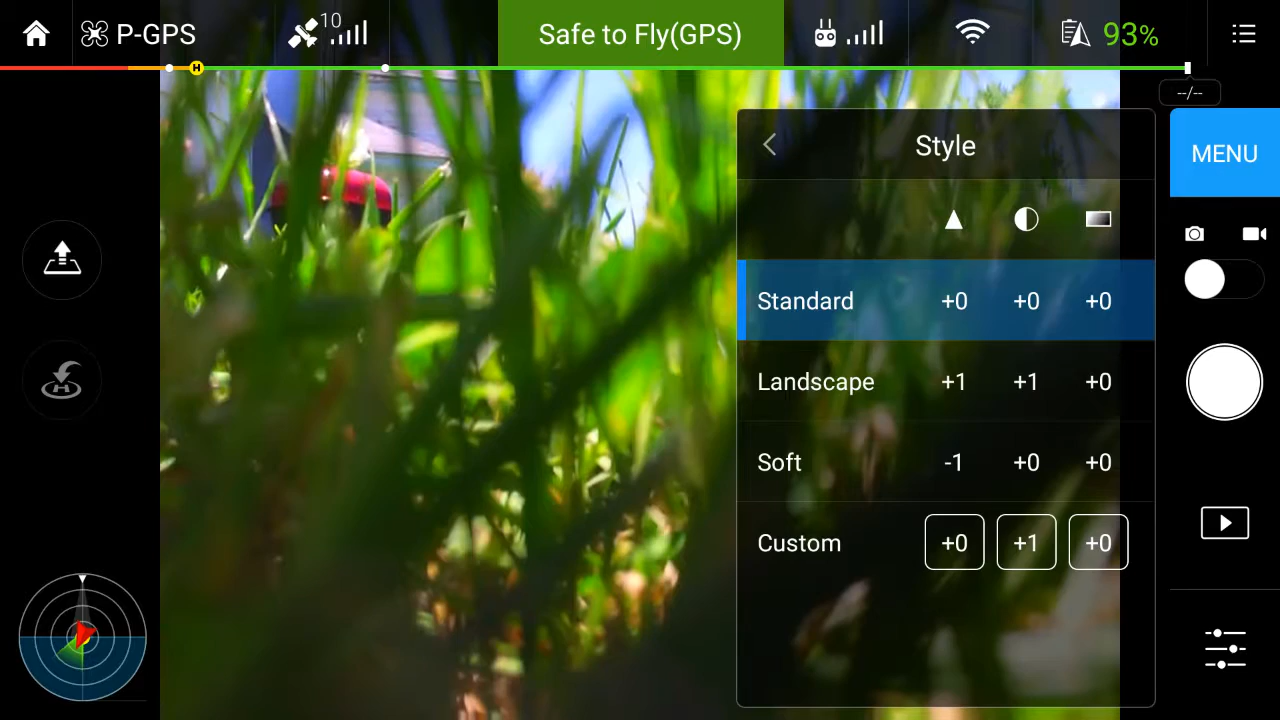 P-GPS
10
Safe to Fly(GPS)
93%
H
--/--
Style
MENU
Standard +0 +0 +0
Landscape +1 +1 +0
Soft -1 +0 +0
Custom +0 +1 +0
H